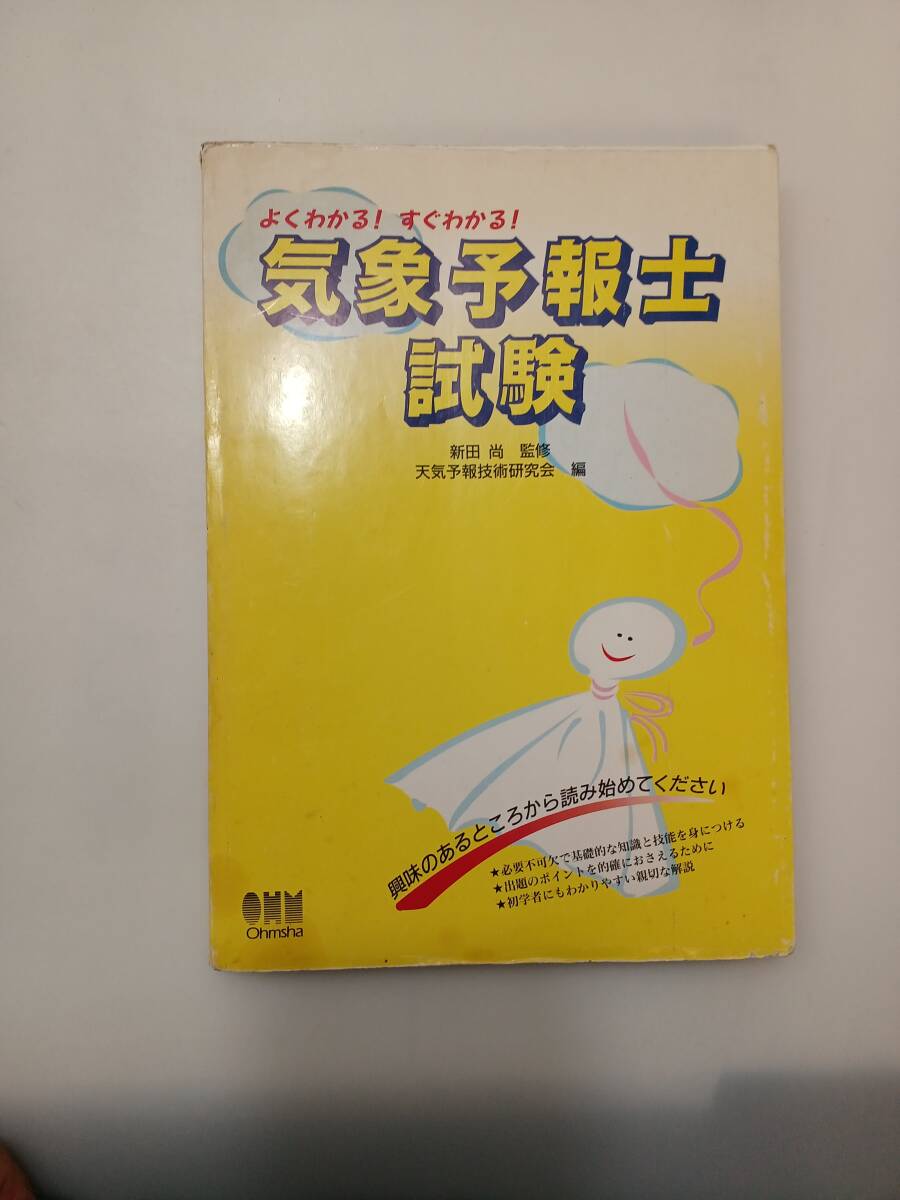 よくわかる! すぐわかる!
気象予報士
試験
新田 尚 監修
天気予報技術研究会 編
興味のあるところから読み始めてください
★必要不可欠で基礎的な知識と技能を身につける
★出題のポイントを的確におさえるために
★初学者にもわかりやすい親切な解説
OHM
Ohmsha